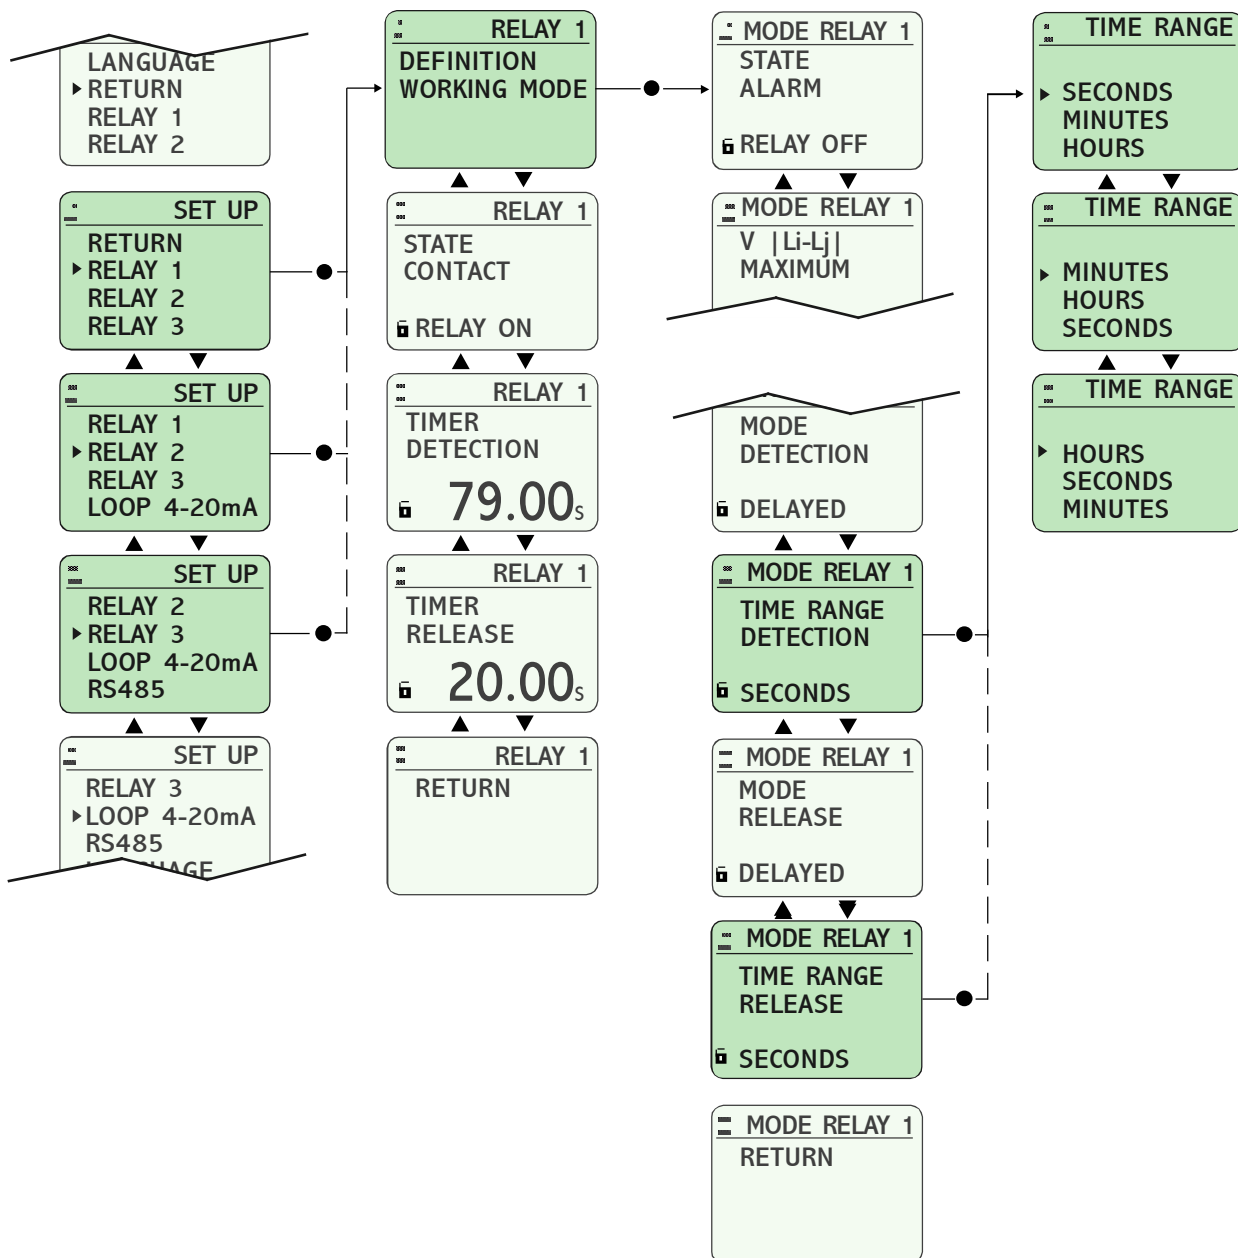 LANGUAGE
RETURN
RELAY 1
RELAY 2
SET UP
RETURN
RELAY 1
RELAY 2
RELAY 3
SET UP
RELAY 1
RELAY 2
RELAY 3
LOOP 4-20mA
SET UP
RELAY 2
RELAY 3
LOOP 4-20mA
RS485
SET UP
RELAY 3
LOOP 4-20mA
RS485
RELAY 1
DEFINITION
WORKING MODE
RELAY 1
STATE
CONTACT
RELAY ON
RELAY 1
TIMER
DETECTION
79.00s
RELAY 1
TIMER
RELEASE
20.00s
RELAY 1
RETURN
MODE RELAY 1
STATE
ALARM
RELAY OFF
MODE RELAY 1
V |Li-Lj|
MAXIMUM
MODE
DETECTION
DELAYED
MODE RELAY 1
TIME RANGE
DETECTION
SECONDS
MODE RELAY 1
MODE
RELEASE
DELAYED
MODE RELAY 1
TIME RANGE
RELEASE
SECONDS
MODE RELAY 1
RETURN
TIME RANGE
SECONDS
MINUTES
HOURS
TIME RANGE
MINUTES
HOURS
SECONDS
TIME RANGE
HOURS
SECONDS
MINUTES